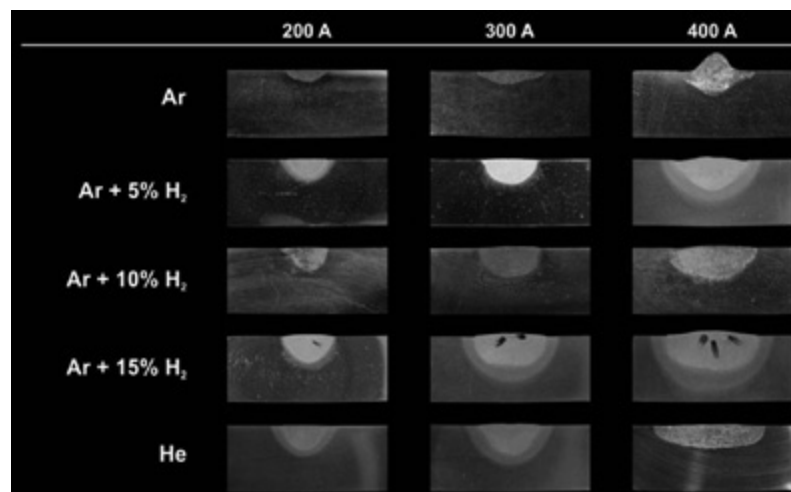 200 A 300 A 400 A
Ar
Ar + 5% H₂
Ar + 10% H₂
Ar + 15% H₂
He